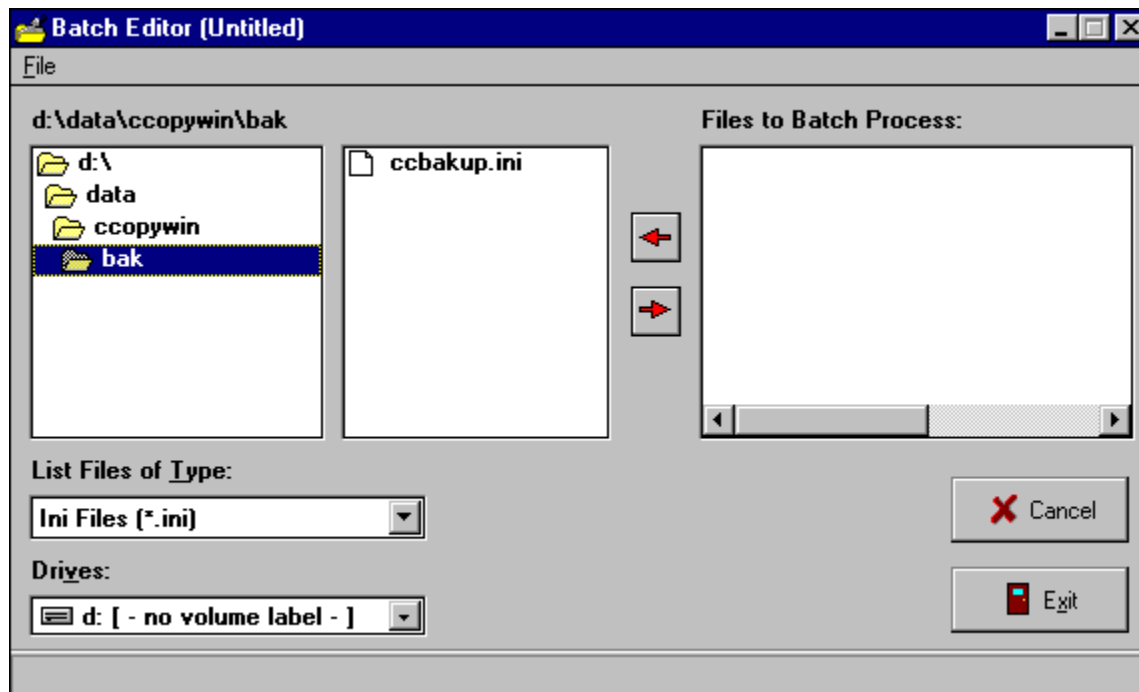 Batch Editor (Untitled)
File
d:\data\ccopywin\bak
Files to Batch Process:
d:\
data
ccopywin
bak
ccbakup.ini
List Files of Type:
Ini Files (*.ini)
Drives:
d: [ - no volume label - ]
Cancel
Exit